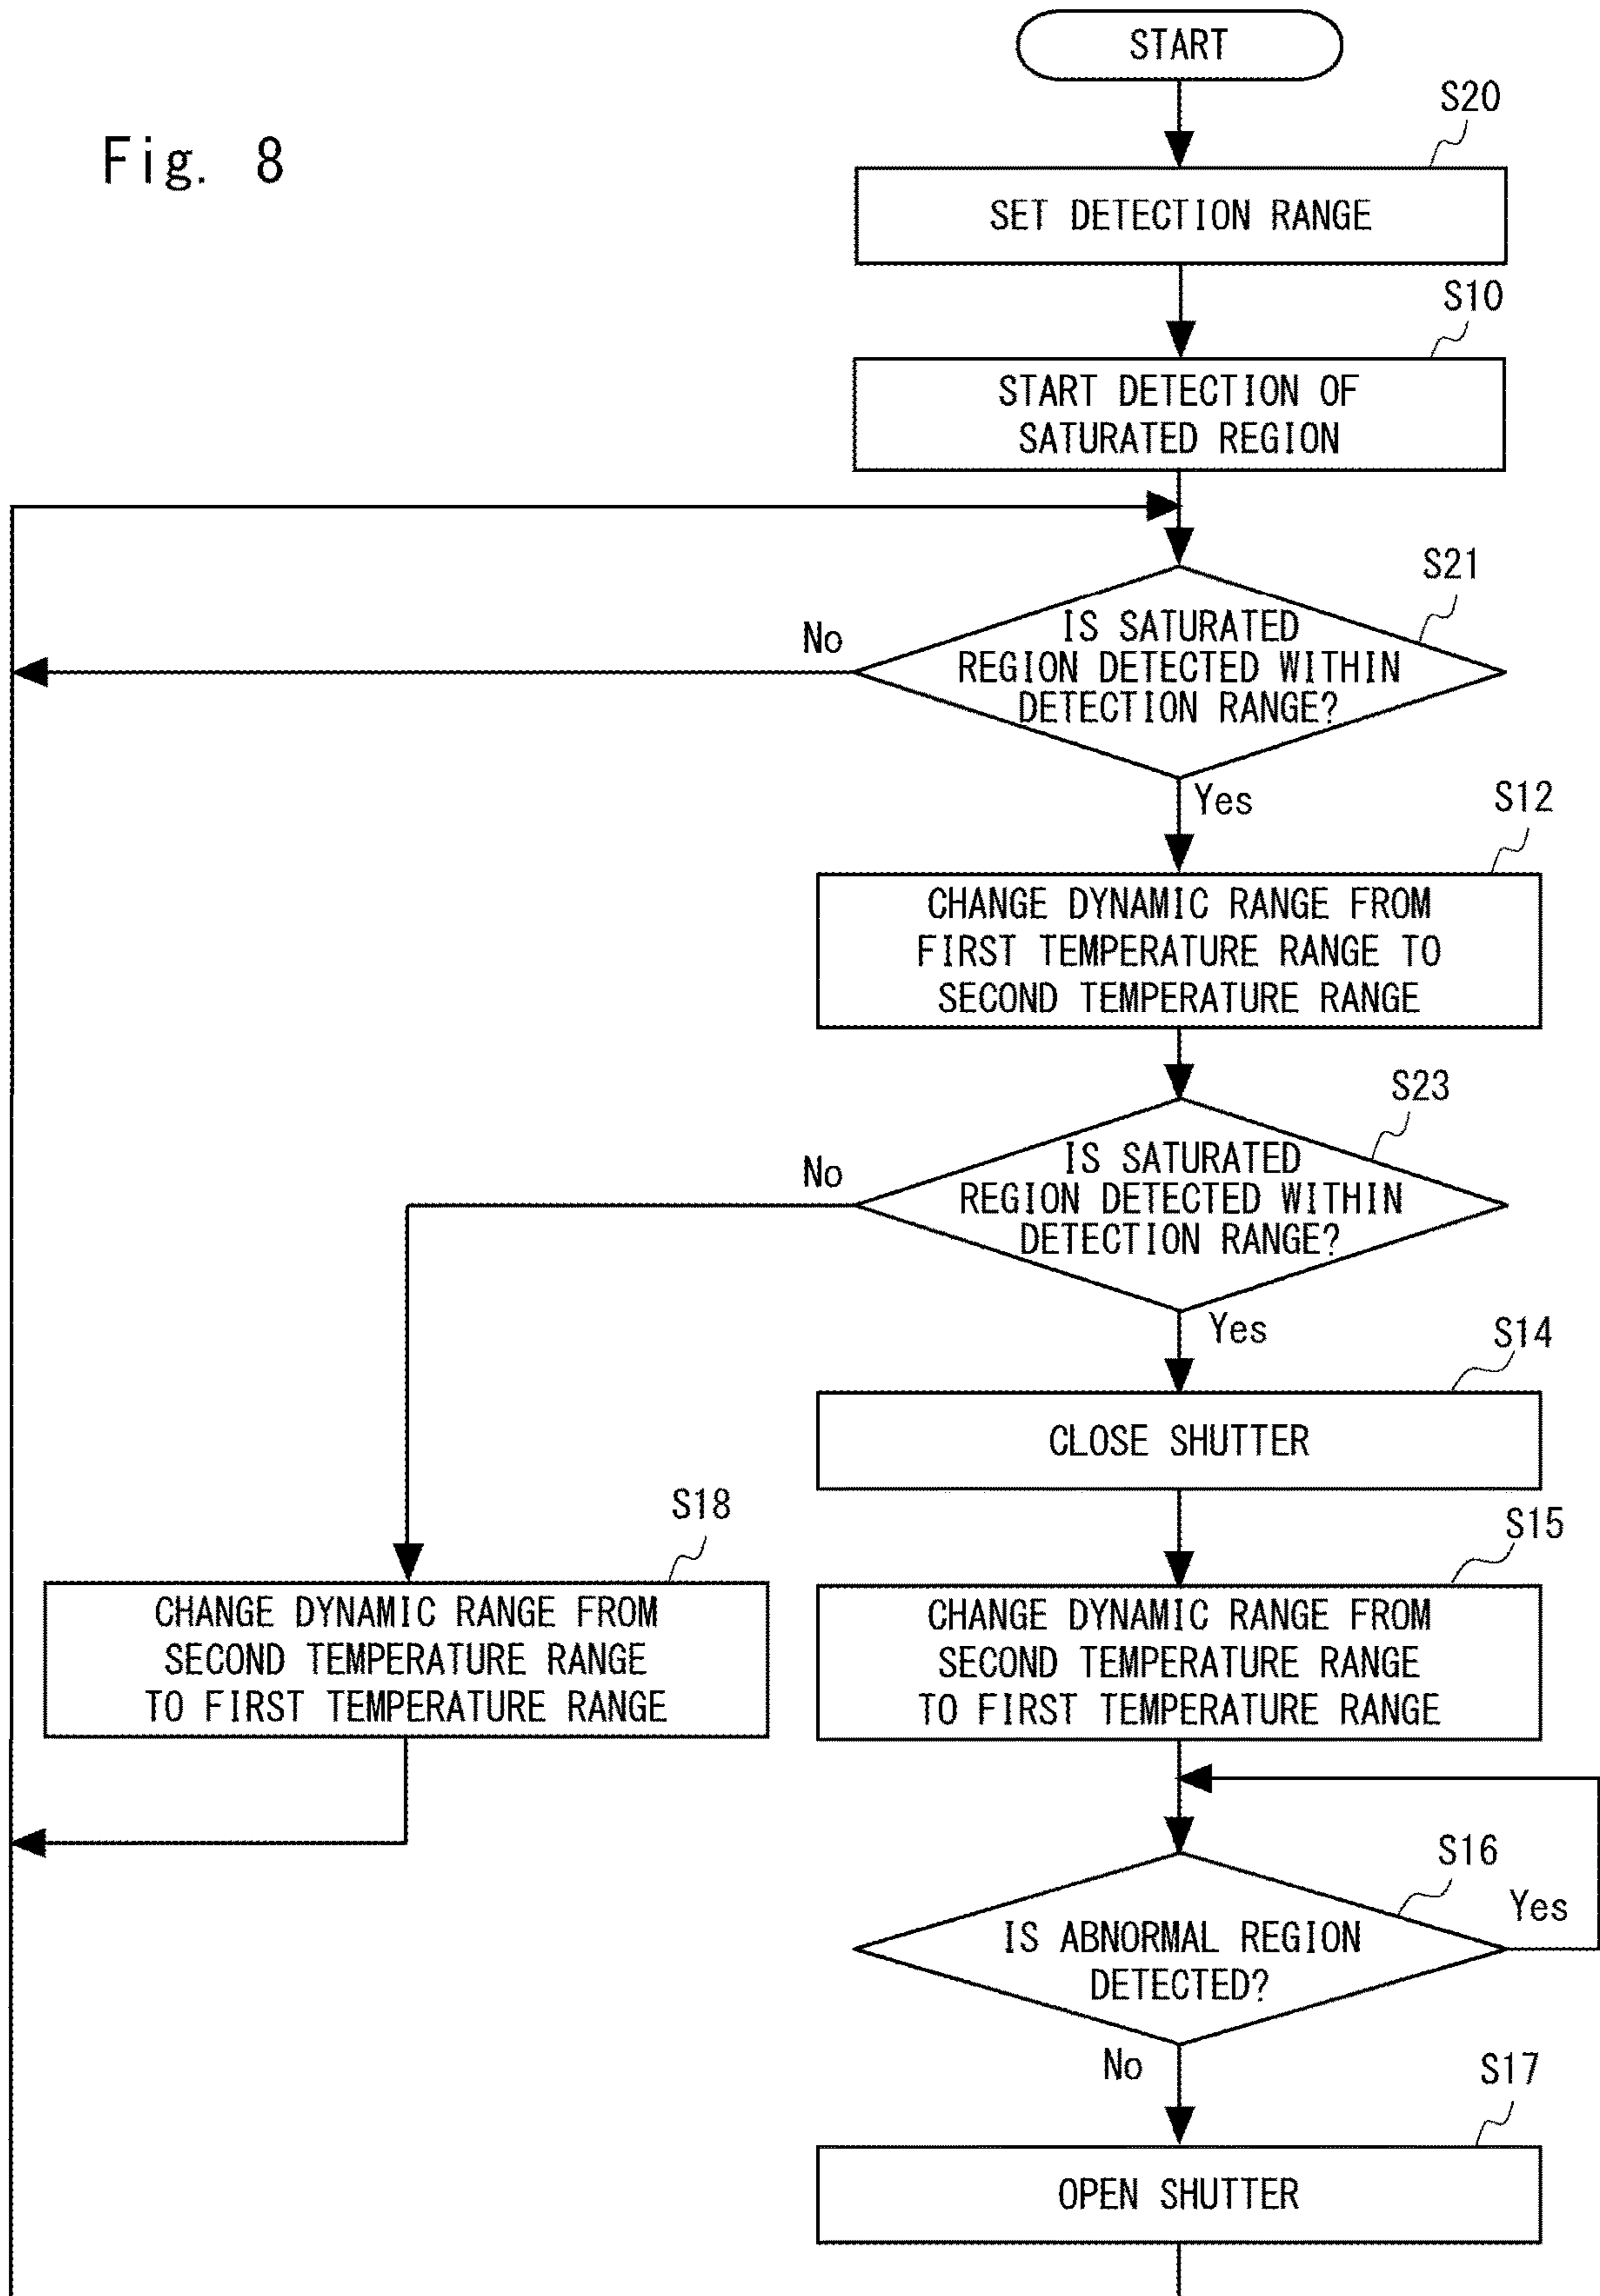 Fig. 8
START
S20
SET DETECTION RANGE
S10
START DETECTION OF
SATURATED REGION
S21
IS SATURATED
REGION DETECTED WITHIN
DETECTION RANGE?
No
Yes
S12
CHANGE DYNAMIC RANGE FROM
FIRST TEMPERATURE RANGE TO
SECOND TEMPERATURE RANGE
S23
IS SATURATED
REGION DETECTED WITHIN
DETECTION RANGE?
No
Yes
S14
CLOSE SHUTTER
S18
CHANGE DYNAMIC RANGE FROM
SECOND TEMPERATURE RANGE
TO FIRST TEMPERATURE RANGE
S15
CHANGE DYNAMIC RANGE FROM
SECOND TEMPERATURE RANGE
TO FIRST TEMPERATURE RANGE
S16
IS ABNORMAL REGION
DETECTED?
Yes
No
S17
OPEN SHUTTER